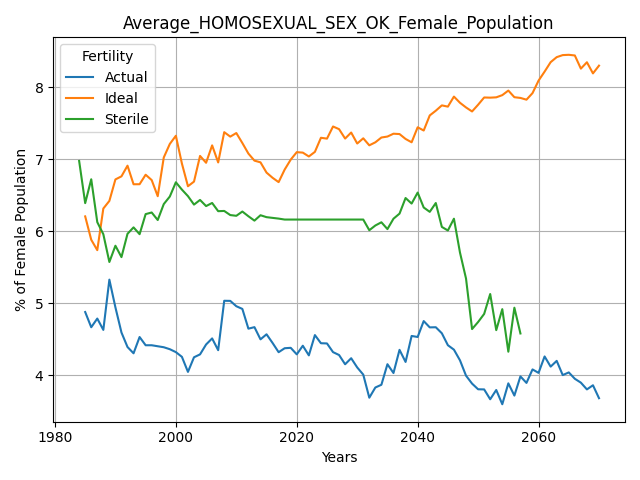 Average_HOMOSEXUAL_SEX_OK_Female_Population
Fertility
Actual
Ideal
Sterile
% of Female Population
8
7
6
5
4
1980 2000 2020 2040 2060
Years